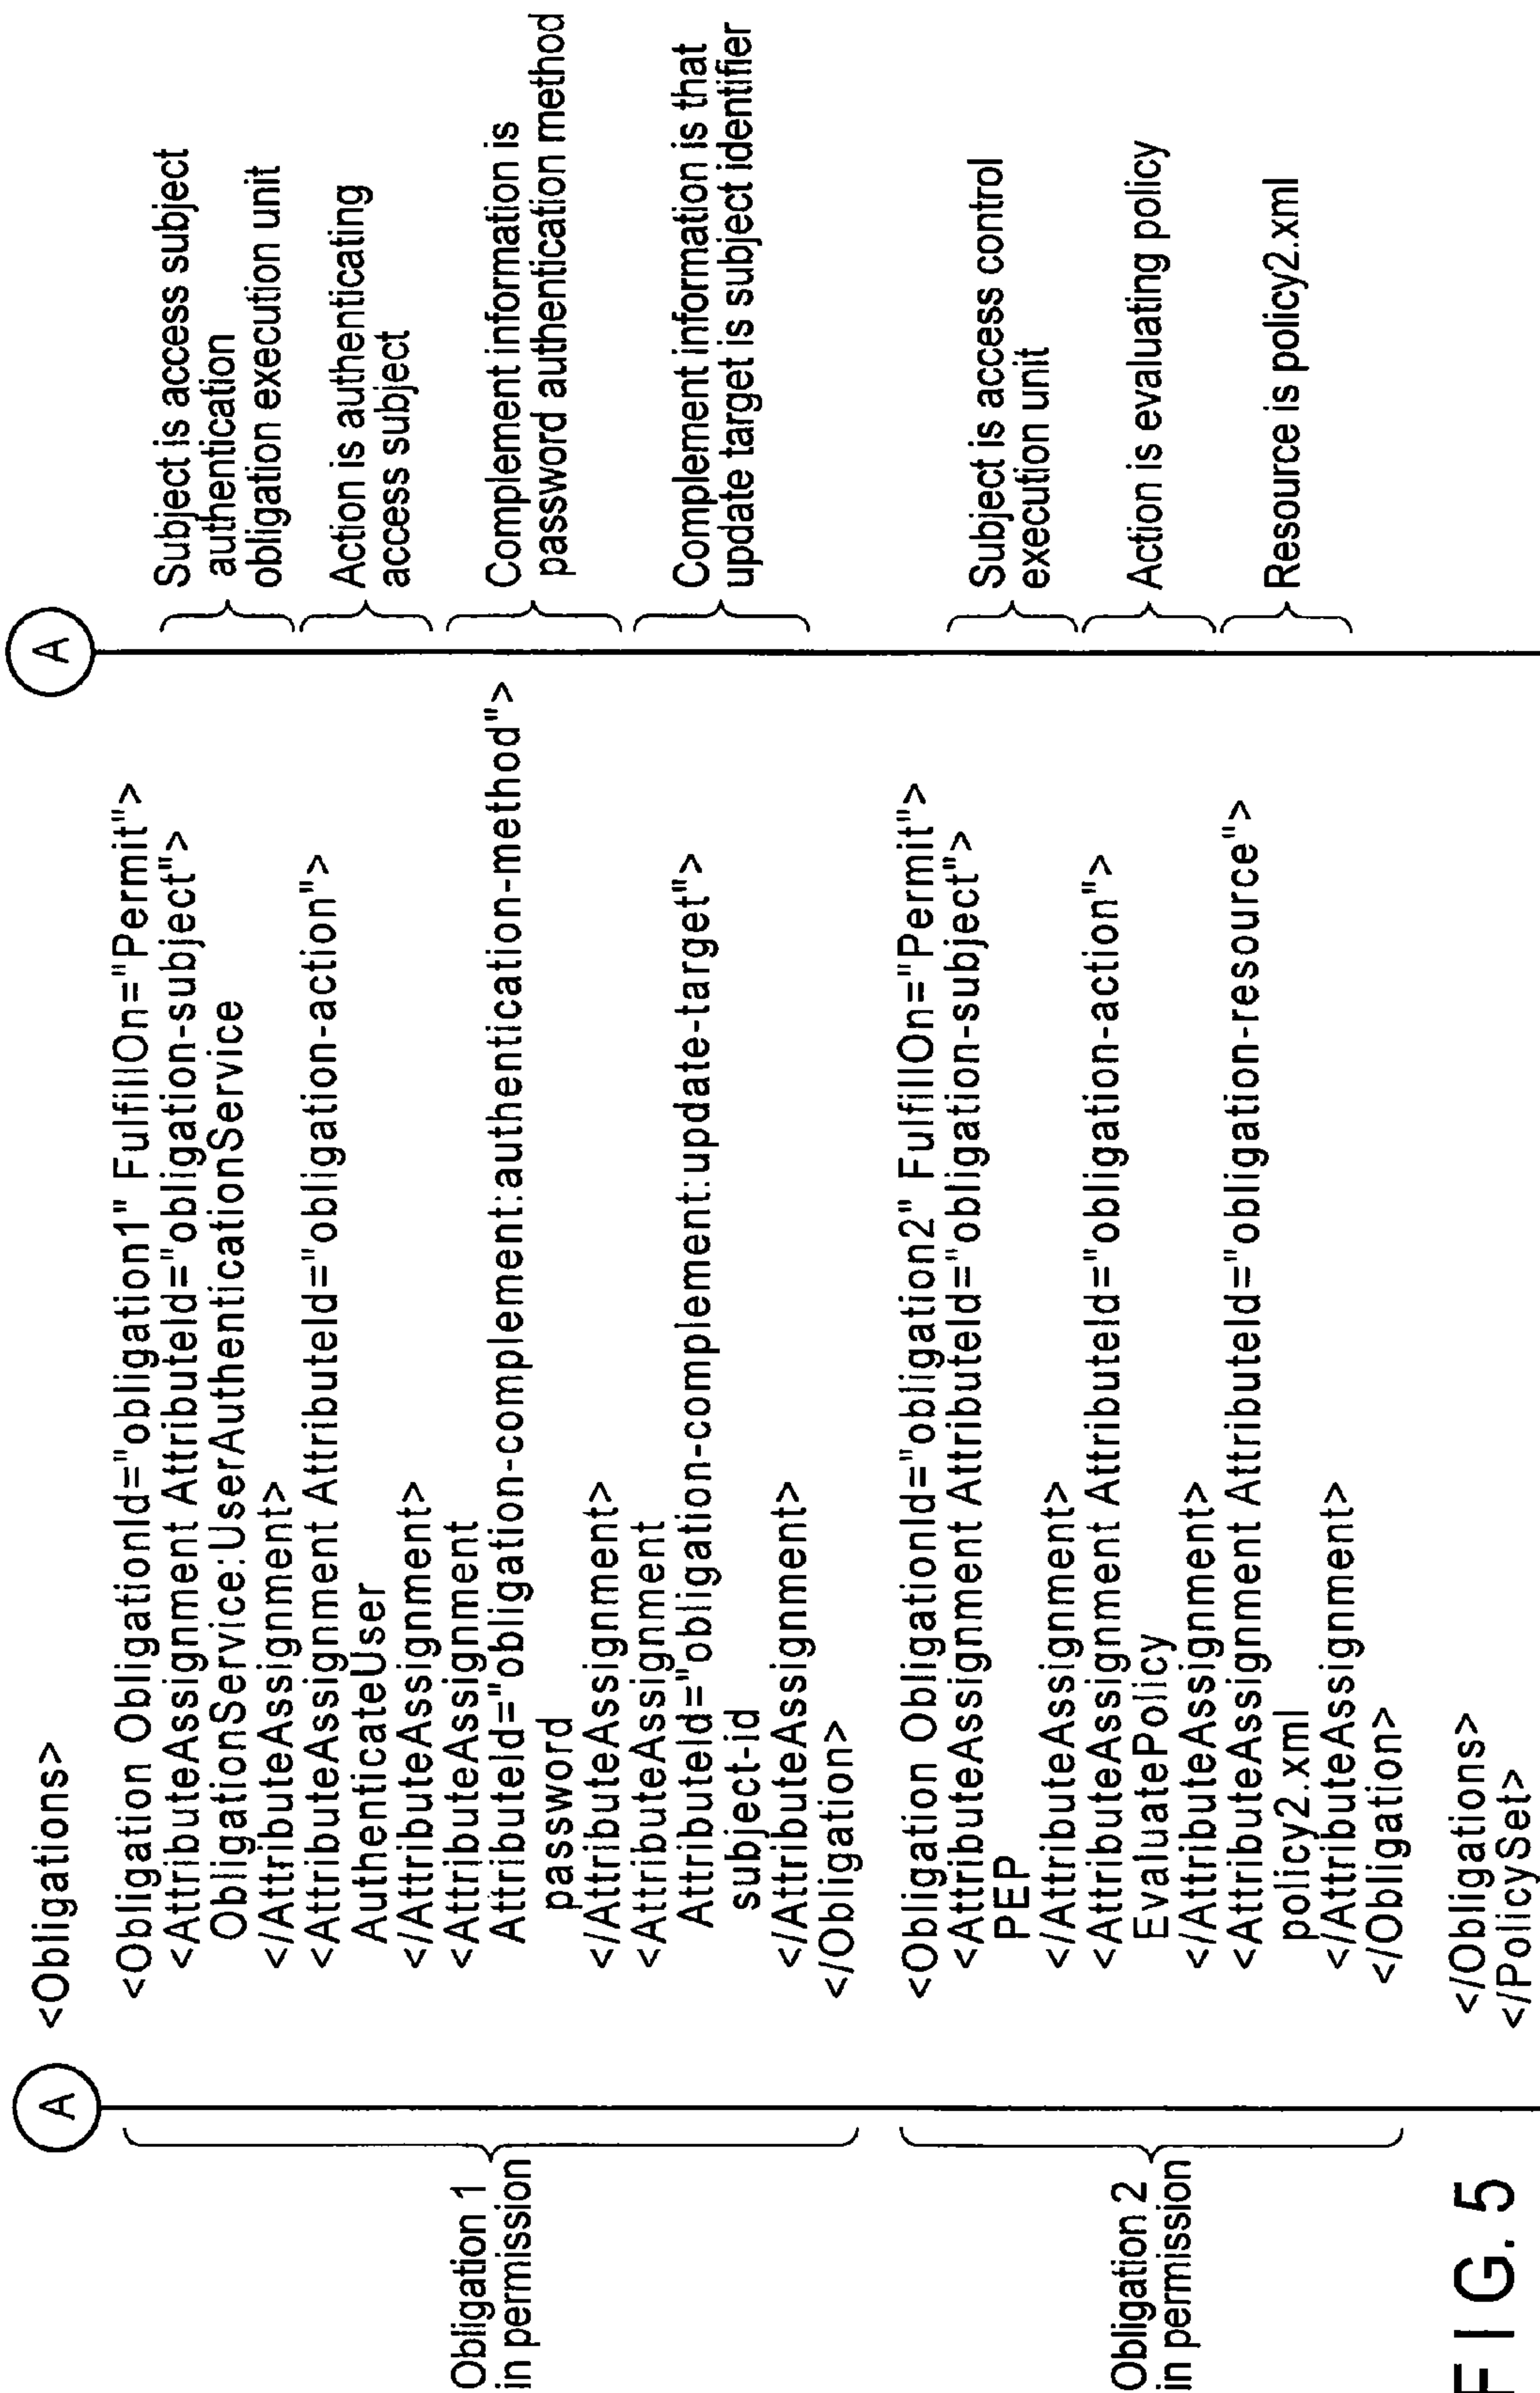 A
A
<Obligations>
Obligation 1
in permission
<Obligation ObligationId="obligation1" FulfillOn="Permit">
<AttributeAssignment AttributeId="obligation-subject">
ObligationService:UserAuthenticationService
</AttributeAssignment>
Subject is access subject
authentication
obligation execution unit
<AttributeAssignment AttributeId="obligation-action">
AuthenticateUser
</AttributeAssignment>
Action is authenticating
access subject
<AttributeAssignment
AttributeId="obligation-complement:authentication-method">
password
</AttributeAssignment>
Complement information is
password authentication method
<AttributeAssignment
AttributeId="obligation-complement:update-target">
subject-id
</AttributeAssignment>
Complement information is that
update target is subject identifier
</Obligation>
Obligation 2
in permission
<Obligation ObligationId="obligation2" FulfillOn="Permit">
<AttributeAssignment AttributeId="obligation-subject">
PEP
</AttributeAssignment>
Subject is access control
execution unit
<AttributeAssignment AttributeId="obligation-action">
EvaluatePolicy
</AttributeAssignment>
Action is evaluating policy
<AttributeAssignment AttributeId="obligation-resource">
policy2.xml
</AttributeAssignment>
Resource is policy2.xml
</Obligation>
</Obligations>
</PolicySet>
FIG. 5